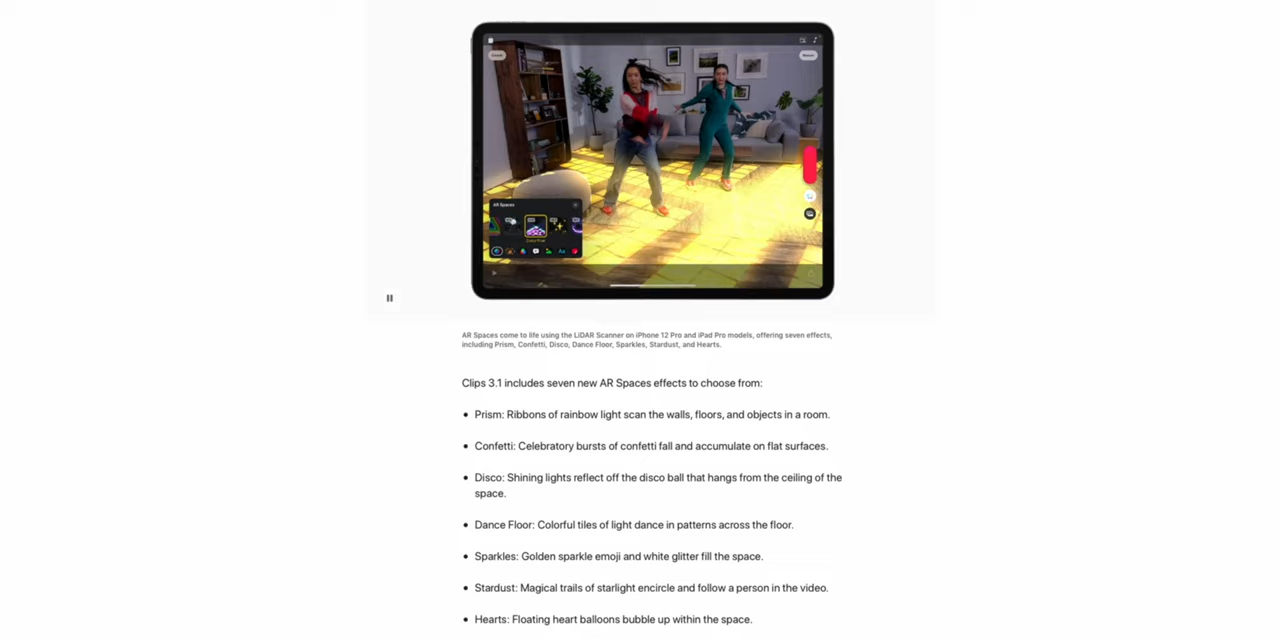 AR Spaces
Dance Floor
AR Spaces come to life using the LiDAR Scanner on iPhone 12 Pro and iPad Pro models, offering seven effects,
including Prism, Confetti, Disco, Dance Floor, Sparkles, Stardust, and Hearts.
Clips 3.1 includes seven new AR Spaces effects to choose from:
• Prism: Ribbons of rainbow light scan the walls, floors, and objects in a room.
• Confetti: Celebratory bursts of confetti fall and accumulate on flat surfaces.
• Disco: Shining lights reflect off the disco ball that hangs from the ceiling of the
space.
• Dance Floor: Colorful tiles of light dance in patterns across the floor.
• Sparkles: Golden sparkle emoji and white glitter fill the space.
• Stardust: Magical trails of starlight encircle and follow a person in the video.
• Hearts: Floating heart balloons bubble up within the space.